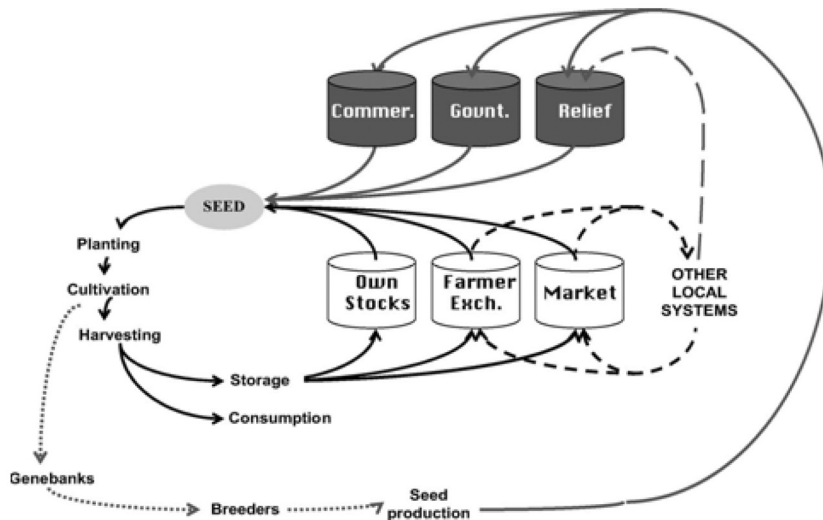 Commer.
Govnt.
Relief
SEED
Planting
Cultivation
Harvesting
Own
Stocks
Farmer
Exch.
Market
OTHER
LOCAL
SYSTEMS
Storage
Consumption
Genebanks
Breeders
Seed
production